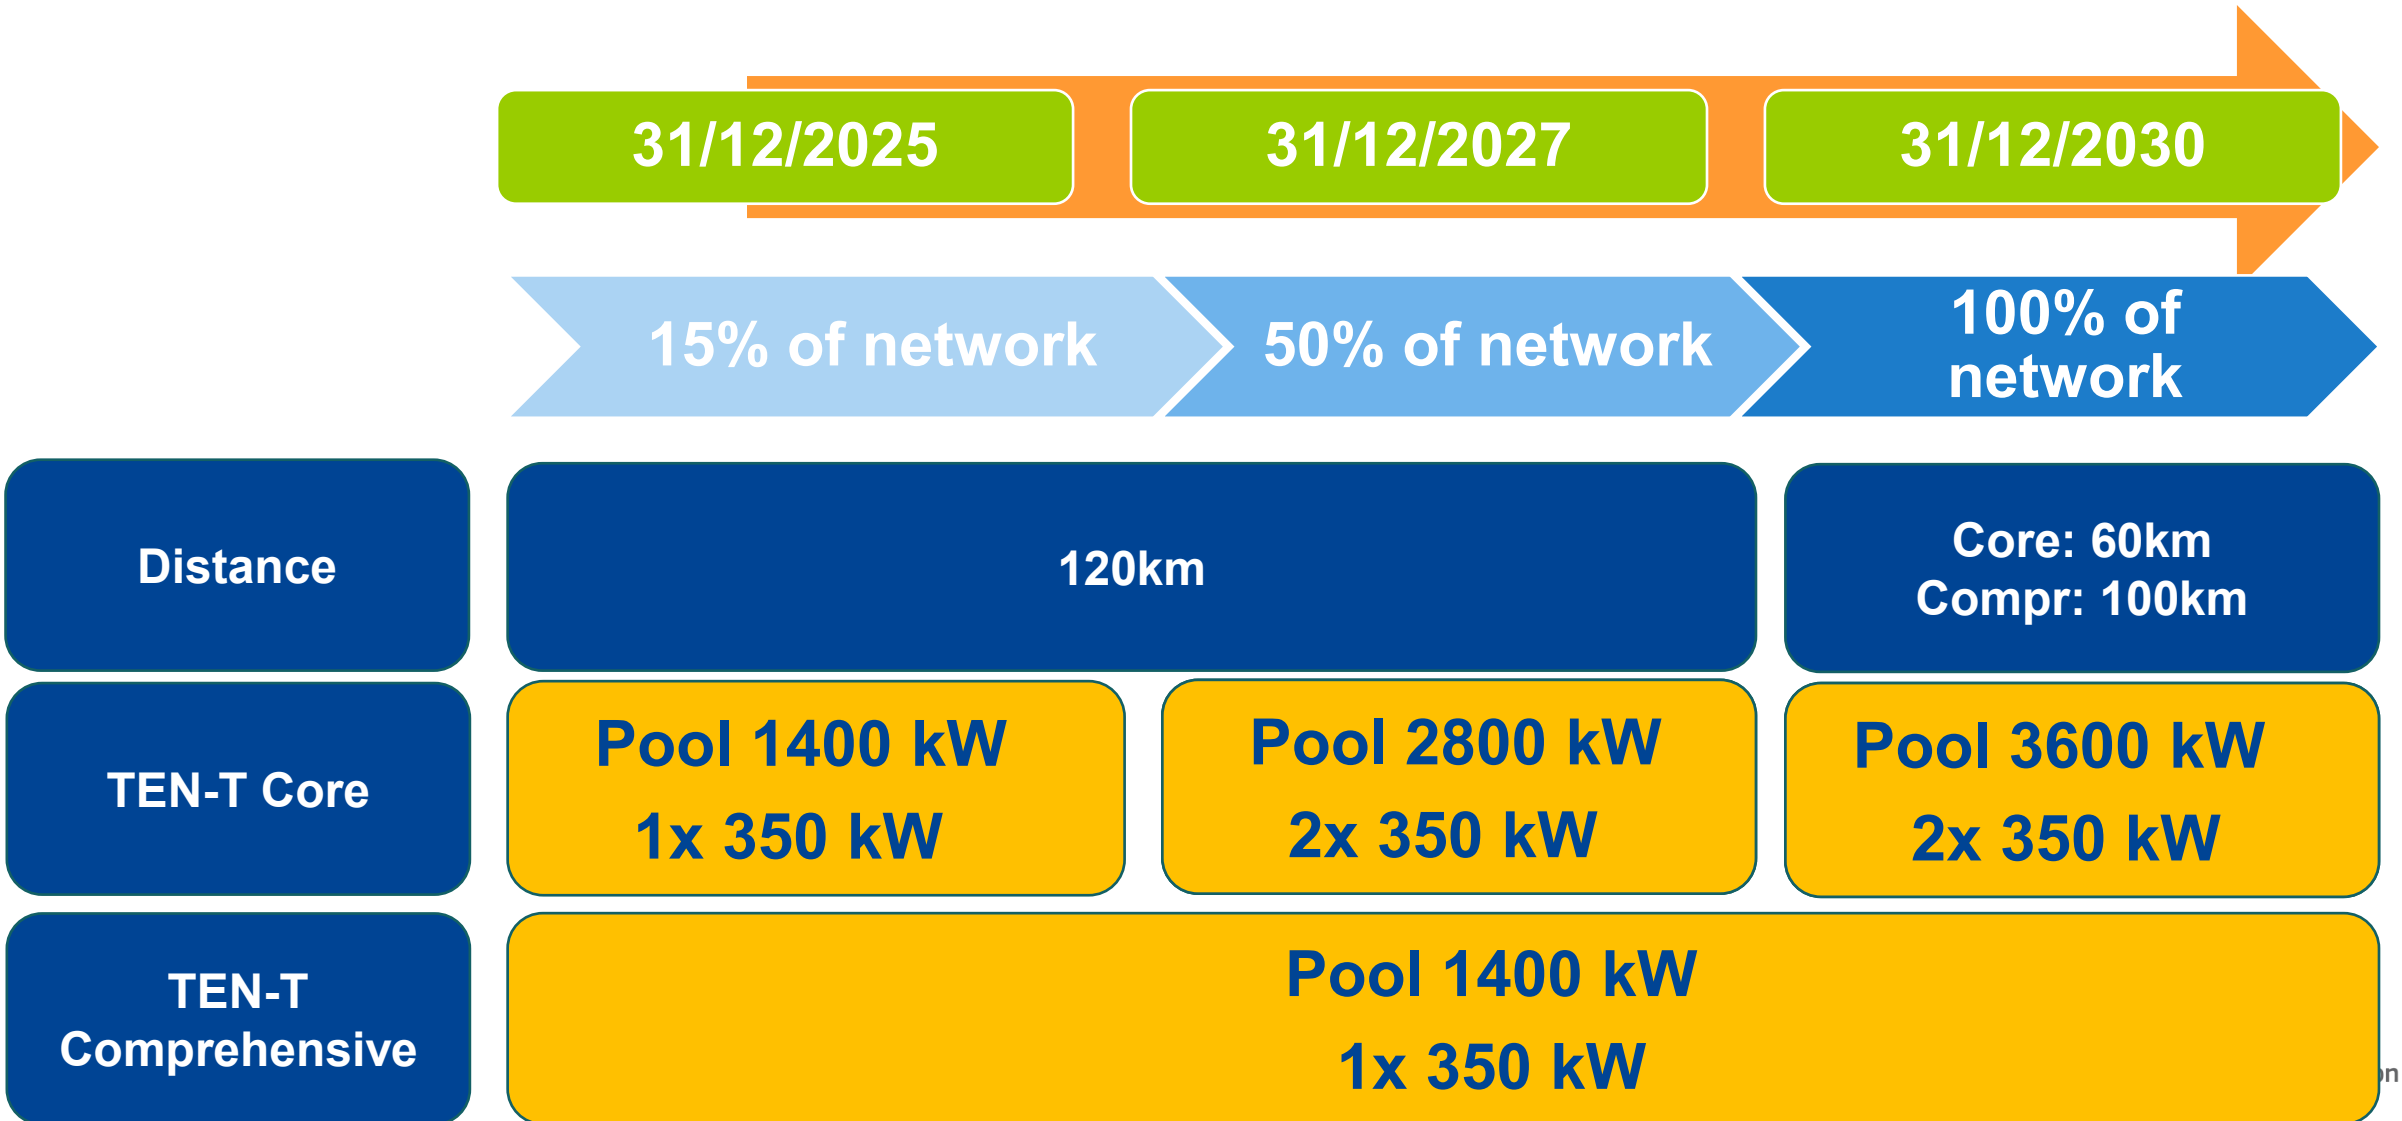 31/12/2025
31/12/2027
31/12/2030
15% of network
50% of network
100% of
network
Distance
120km
Core: 60km
Compr: 100km
TEN-T Core
Pool 1400 kW
1x 350 kW
Pool 2800 kW
2x 350 kW
Pool 3600 kW
2x 350 kW
TEN-T
Comprehensive
Pool 1400 kW
1x 350 kW